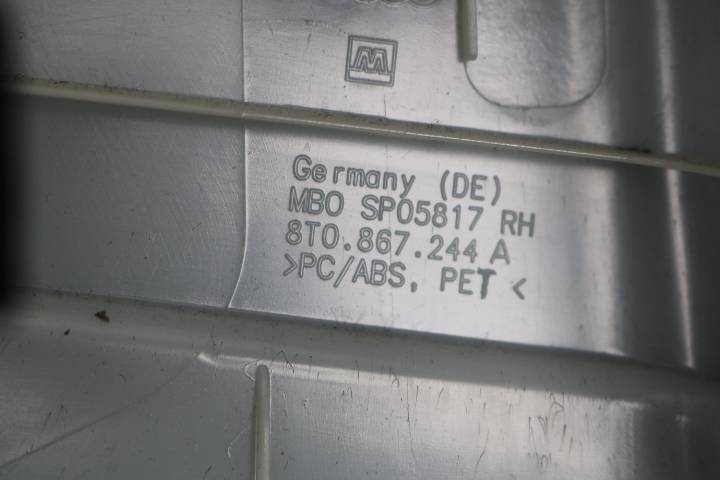 M
Germany (DE)
MBO SP05817 RH
8T0.867.244 A
>PC/ABS, PET <